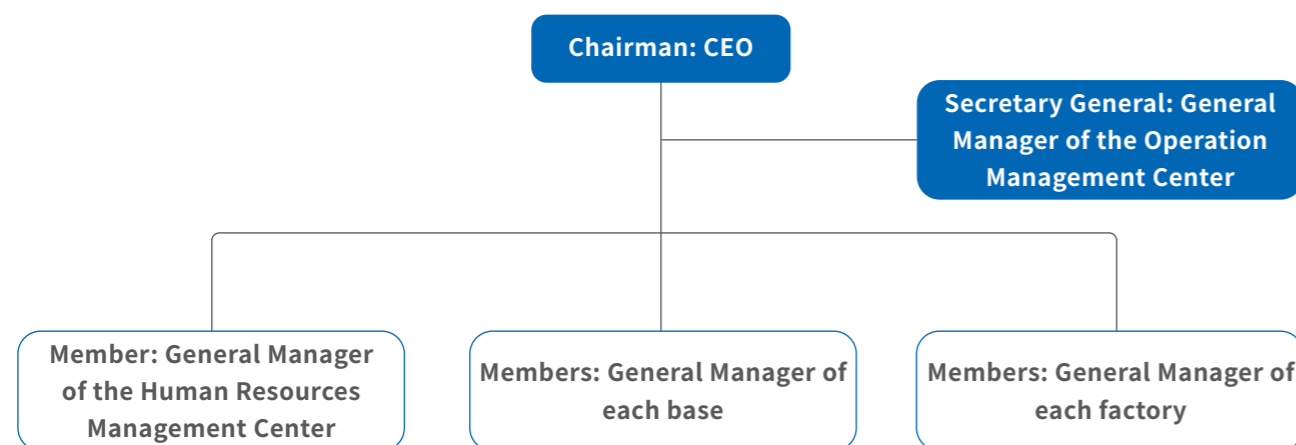 Chairman: CEO
Secretary General: General
Manager of the Operation
Management Center
Member: General Manager
of the Human Resources
Management Center
Members: General Manager of
each base
Members: General Manager of
each factory